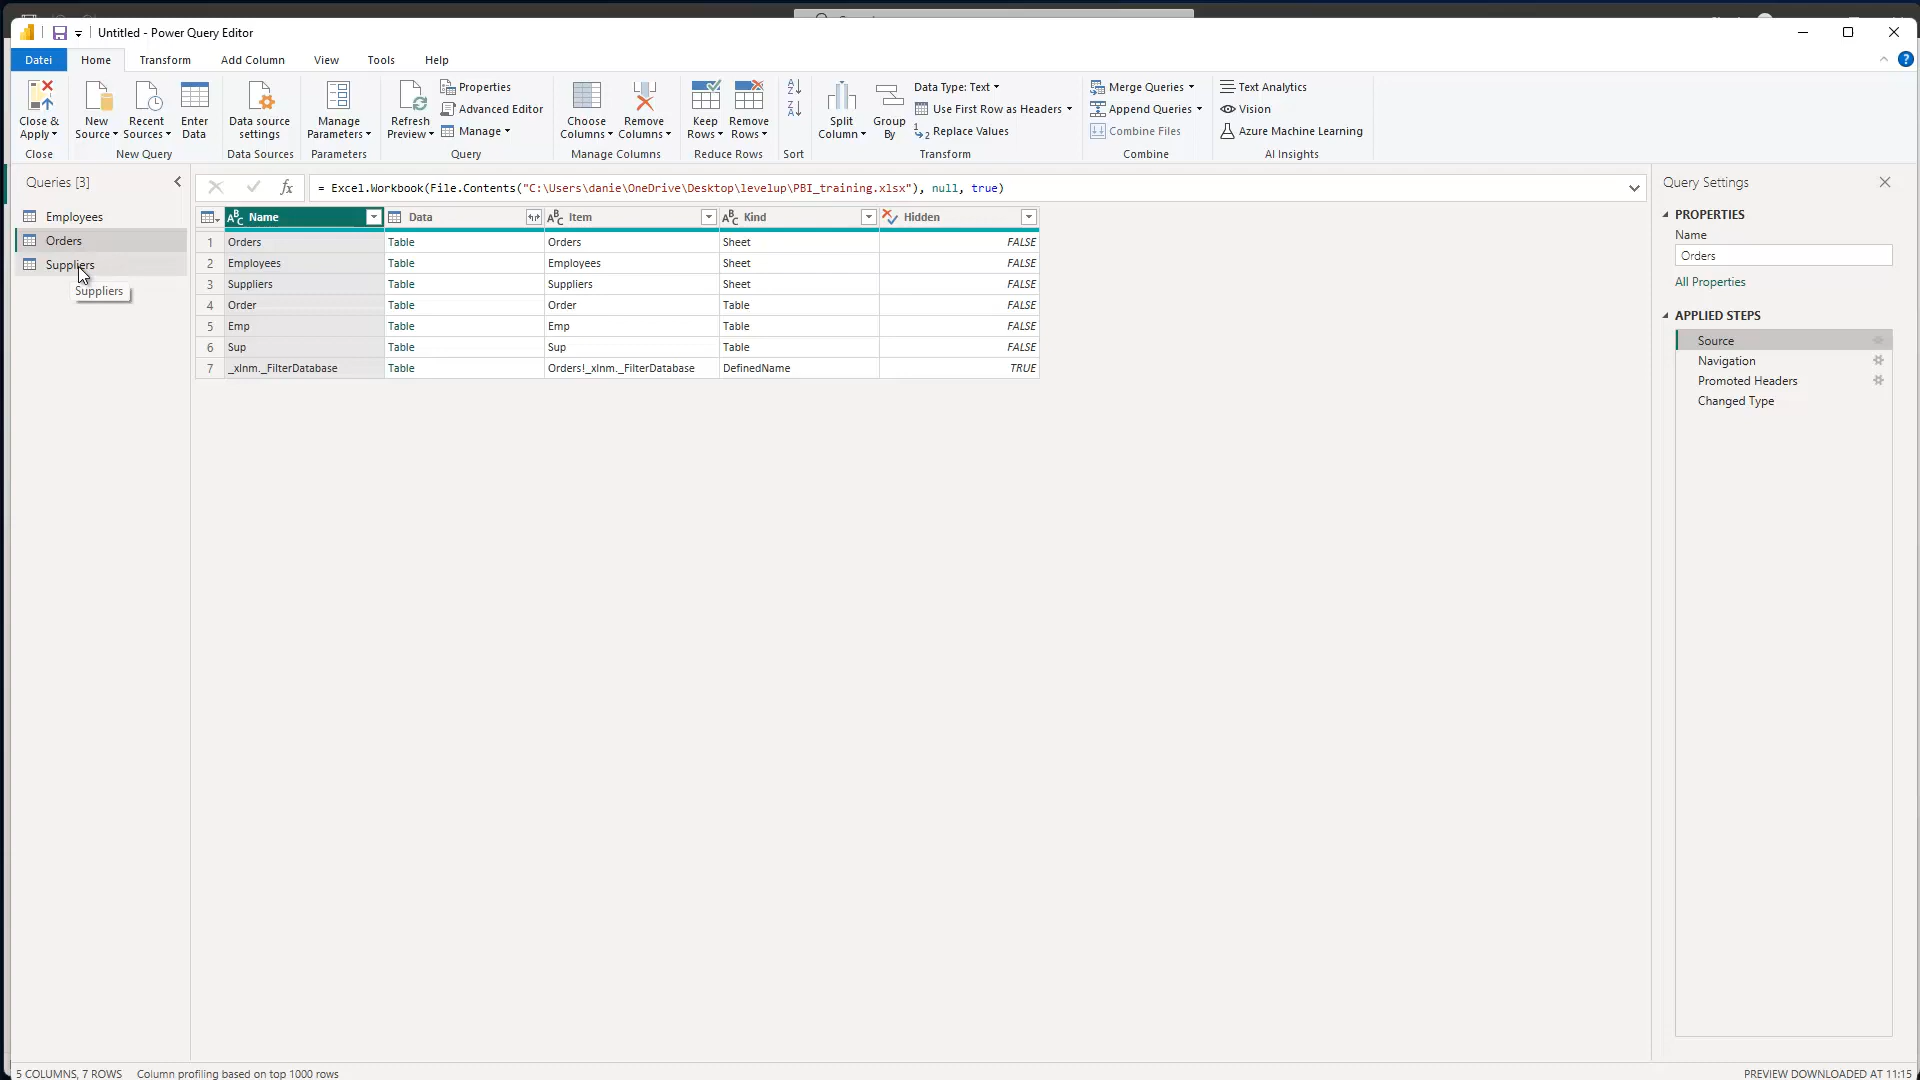 Untitled - Power Query Editor
Datei Home Transform Add Column View Tools Help
Close & Apply
New Source
Recent Sources
Enter Data
Data source settings
Manage Parameters
Refresh Preview
Properties
Advanced Editor
Manage
Choose Columns
Remove Columns
Keep Rows
Remove Rows
Split Column
Group By
Data Type: Text
Use First Row as Headers
Replace Values
Merge Queries
Append Queries
Combine Files
Text Analytics
Vision
Azure Machine Learning
Close New Query Data Sources Parameters Query Manage Columns Reduce Rows Sort Transform Combine AI Insights
Queries [3]
Employees
Orders
Suppliers
Suppliers
= Excel.Workbook(File.Contents("C:\Users\danie\OneDrive\Desktop\levelup\PBI_training.xlsx"), null, true)
Name Data Item Kind Hidden
1 Orders Table Orders Sheet FALSE
2 Employees Table Employees Sheet FALSE
3 Suppliers Table Suppliers Sheet FALSE
4 Order Table Order Table FALSE
5 Emp Table Emp Table FALSE
6 Sup Table Sup Table FALSE
7 _xlnm._FilterDatabase Table Orders!_xlnm._FilterDatabase DefinedName TRUE
Query Settings
PROPERTIES
Name
Orders
All Properties
APPLIED STEPS
Source
Navigation
Promoted Headers
Changed Type
5 COLUMNS, 7 ROWS Column profiling based on top 1000 rows
PREVIEW DOWNLOADED AT 11:15